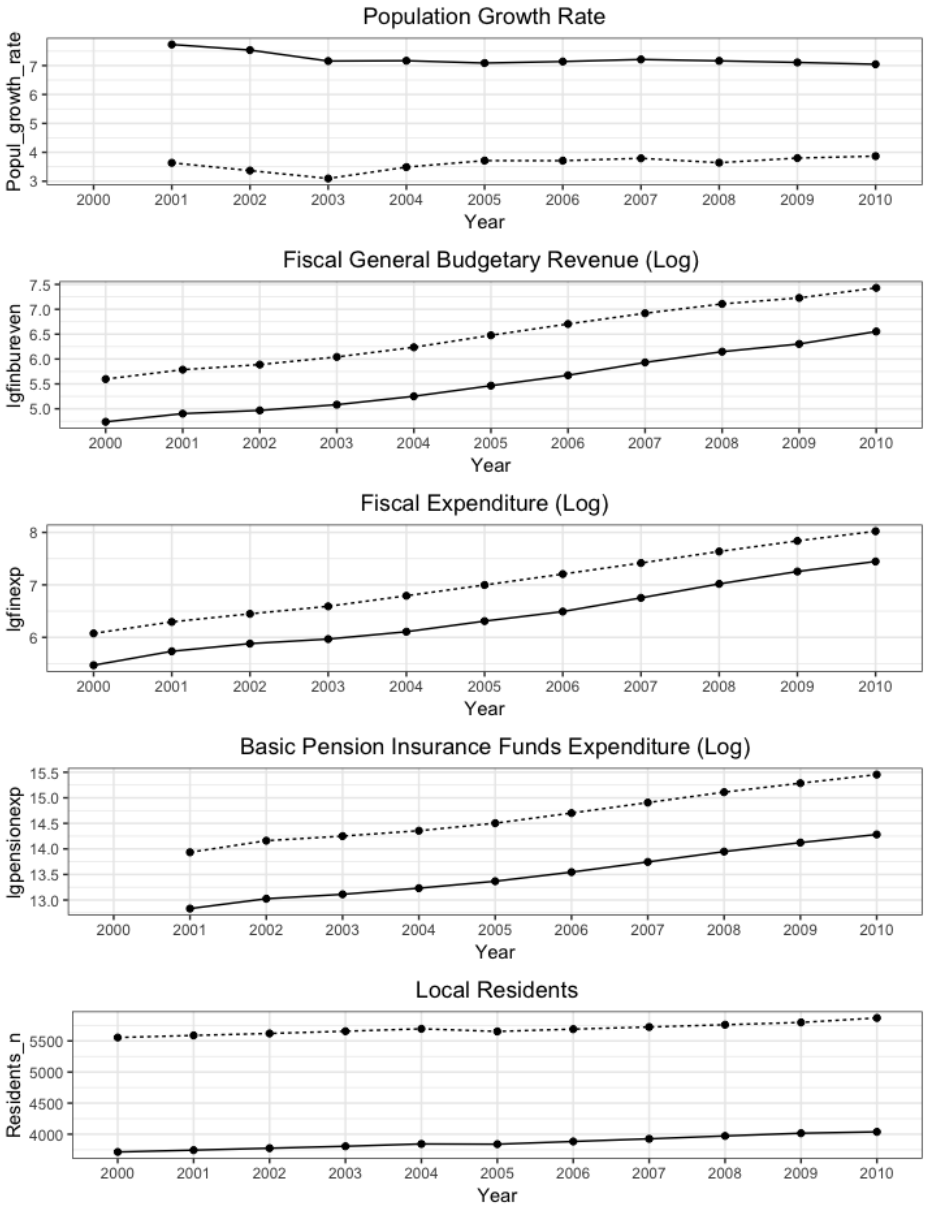 Population Growth Rate
Popul_growth_rate
7
6
5
4
3
2000 2001 2002 2003 2004 2005 2006 2007 2008 2009 2010
Year
Fiscal General Budgetary Revenue (Log)
lgfinbureven
7.5
7.0
6.5
6.0
5.5
5.0
2000 2001 2002 2003 2004 2005 2006 2007 2008 2009 2010
Year
Fiscal Expenditure (Log)
lgfinexp
8
7
6
2000 2001 2002 2003 2004 2005 2006 2007 2008 2009 2010
Year
Basic Pension Insurance Funds Expenditure (Log)
lgpensionexp
15.5
15.0
14.5
14.0
13.5
13.0
2000 2001 2002 2003 2004 2005 2006 2007 2008 2009 2010
Year
Local Residents
Residents_n
5500
5000
4500
4000
2000 2001 2002 2003 2004 2005 2006 2007 2008 2009 2010
Year